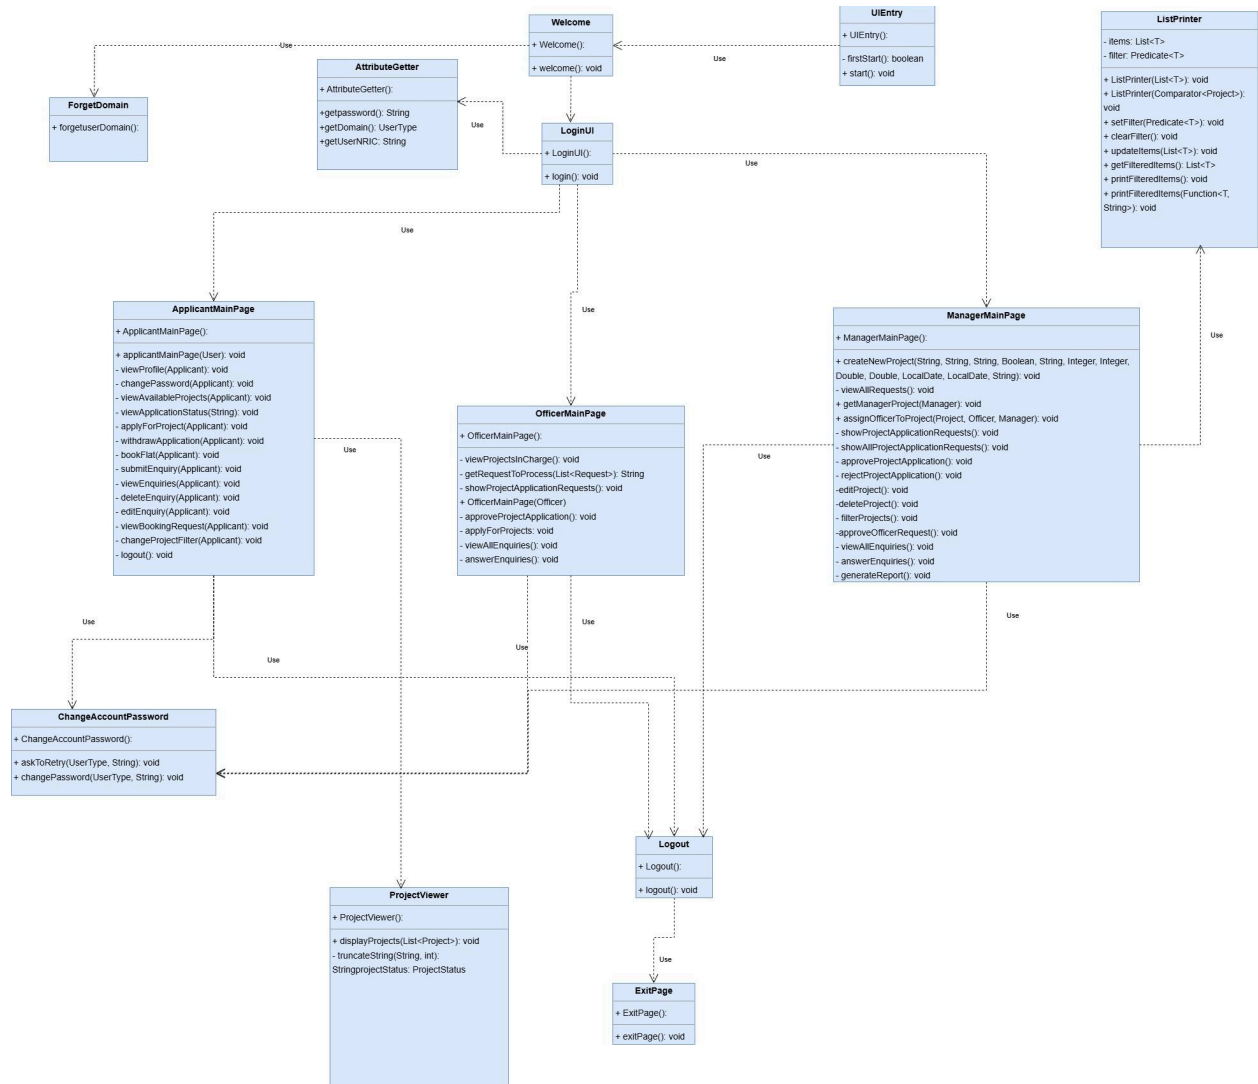 Welcome
+ Welcome():
+ welcome(): void
UIEntry
+ UIEntry():
- firstStart(): boolean
+ start(): void
ListPrinter
- items: List<T>
- filter: Predicate<T>
+ ListPrinter(List<T>): void
+ ListPrinter(Comparator<Project>):
void
+ setFilter(Predicate<T>): void
+ clearFilter(): void
+ updateItems(List<T>): void
+ getFilteredItems(): List<T>
+ printFilteredItems(): void
+ printFilteredItems(Function<T,
String>): void
Use
Use
AttributeGetter
+ AttributeGetter():
+getpassword(): String
+getDomain(): UserType
+getUserNRIC: String
ForgetDomain
+ forgetuserDomain():
Use
LoginUI
+ LoginUI():
+ login(): void
Use
Use
Use
Use
ApplicantMainPage
+ ApplicantMainPage():
+ applicantMainPage(User): void
- viewProfile(Applicant): void
- changePassword(Applicant): void
- viewAvailableProjects(Applicant): void
- viewApplicationStatus(String): void
- applyForProject(Applicant): void
- withdrawApplication(Applicant): void
- bookFlat(Applicant): void
- submitEnquiry(Applicant): void
- viewEnquiries(Applicant): void
- deleteEnquiry(Applicant): void
- editEnquiry(Applicant): void
- viewBookingRequest(Applicant): void
- changeProjectFilter(Applicant): void
- logout(): void
Use
OfficerMainPage
+ OfficerMainPage():
- viewProjectsInCharge(): void
- getRequestToProcess(List<Request>): String
- showProjectApplicationRequests(): void
+ OfficerMainPage(Officer)
- approveProjectApplication(): void
- applyForProjects: void
- viewAllEnquiries(): void
- answerEnquiries(): void
ManagerMainPage
+ ManagerMainPage():
+ createNewProject(String, String, String, Boolean, String, Integer, Integer,
Double, Double, LocalDate, LocalDate, String): void
- viewAllRequests(): void
+ getManagerProject(Manager): void
+ assignOfficerToProject(Project, Officer, Manager): void
- showProjectApplicationRequests(): void
- showAllProjectApplicationRequests(): void
- approveProjectApplication(): void
- rejectProjectApplication(): void
-editProject(): void
-deleteProject(): void
- filterProjects(): void
-approveOfficerRequest(): void
- viewAllEnquiries(): void
- answerEnquiries(): void
- generateReport(): void
Use
Use
Use
Use
Use
Use
ChangeAccountPassword
+ ChangeAccountPassword():
+ askToRetry(UserType, String): void
+ changePassword(UserType, String): void
Logout
+ Logout():
+ logout(): void
ProjectViewer
+ ProjectViewer():
+ displayProjects(List<Project>): void
- truncateString(String, int):
StringprojectStatus: ProjectStatus
Use
ExitPage
+ ExitPage():
+ exitPage(): void